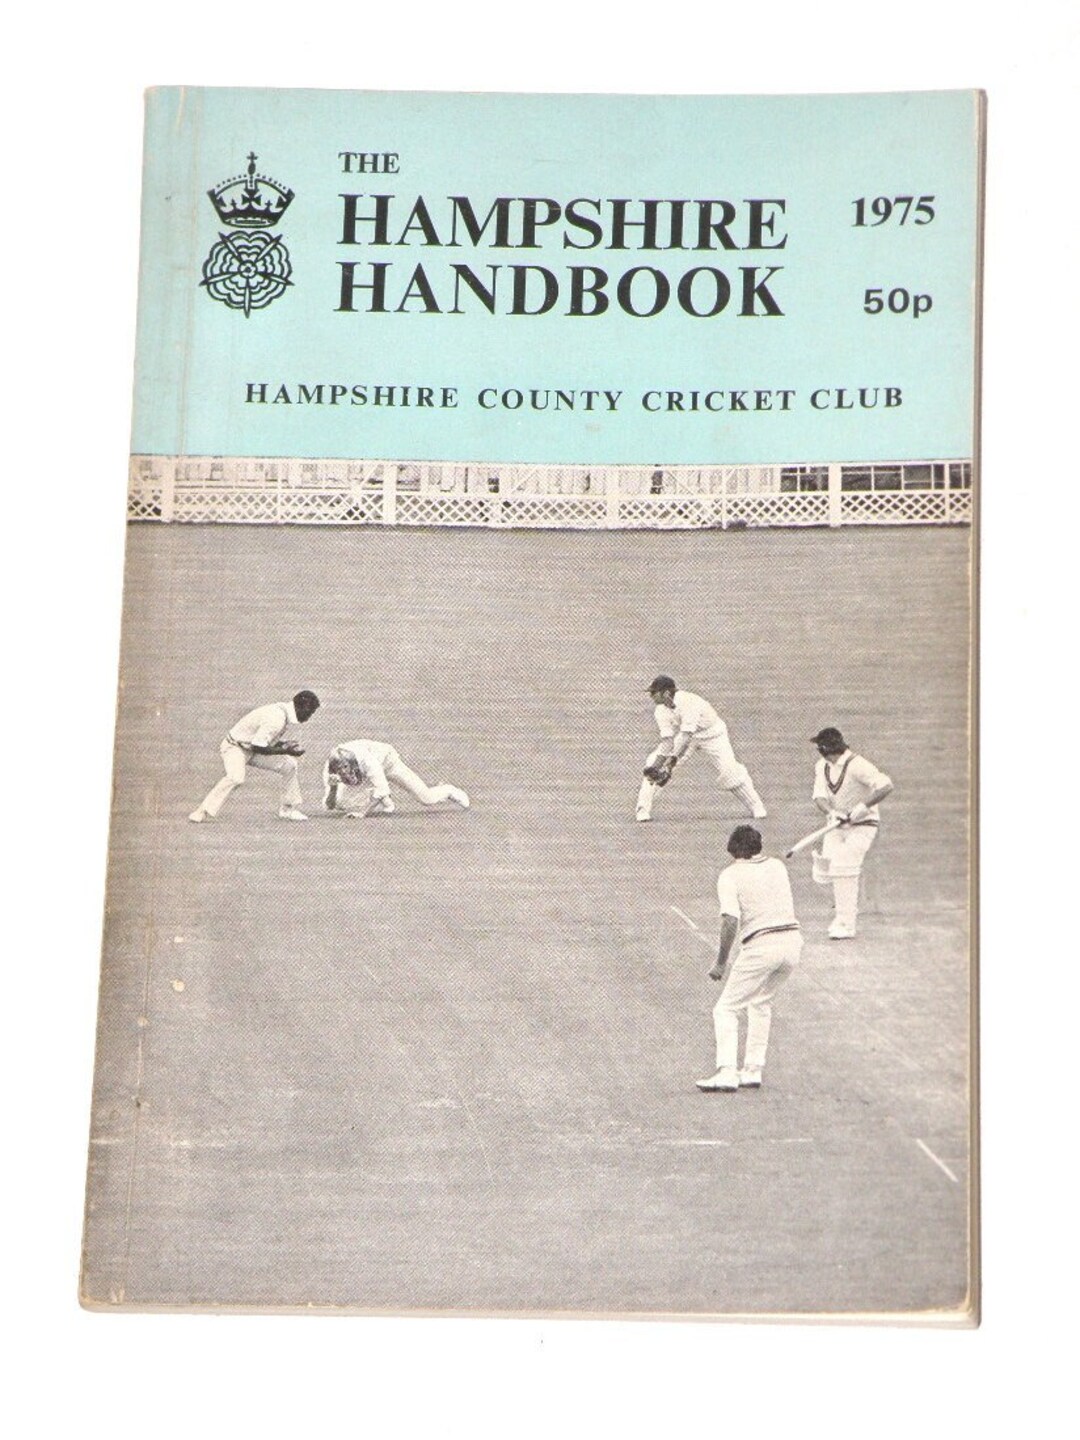 THE
HAMPSHIRE 1975
HANDBOOK 50p
HAMPSHIRE COUNTY CRICKET CLUB